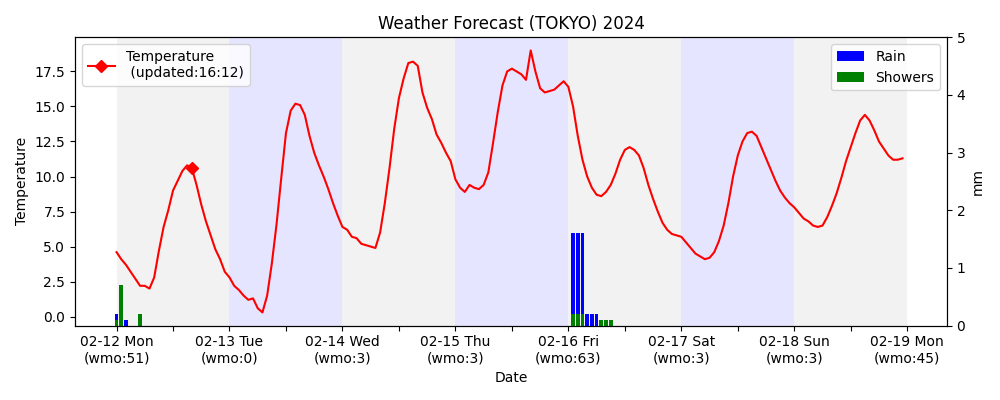 Weather Forecast (TOKYO) 2024
Temperature
(updated:16:12)
Rain
Showers
17.5
15.0
12.5
10.0
7.5
5.0
2.5
0.0
Temperature
5
4
3
2
1
0
mm
02-12 Mon
(wmo:51)
02-13 Tue
(wmo:0)
02-14 Wed
(wmo:3)
02-15 Thu
(wmo:3)
02-16 Fri
(wmo:63)
02-17 Sat
(wmo:3)
02-18 Sun
(wmo:3)
02-19 Mon
(wmo:45)
Date